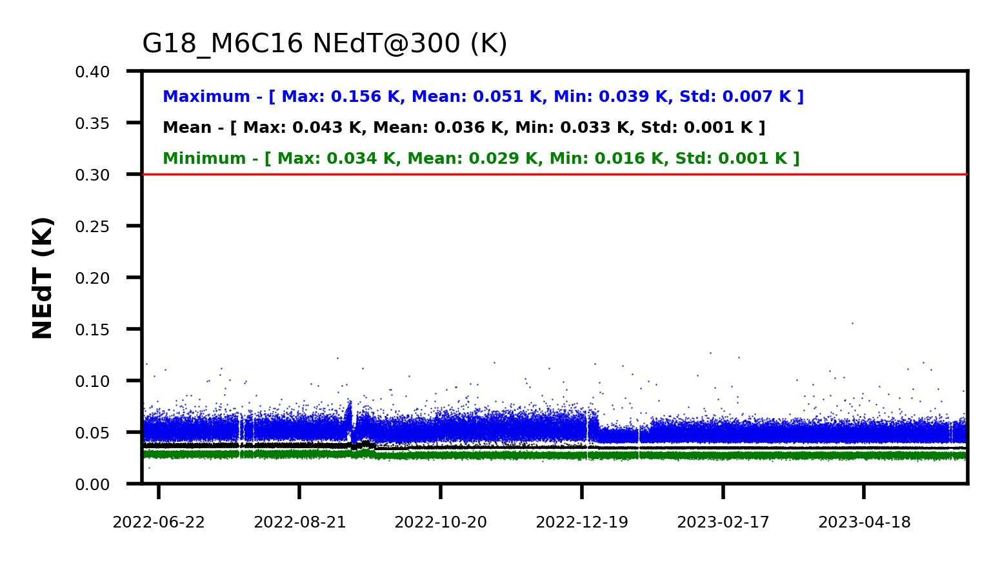 G18_M6C16 NEdT@300 (K)
0.40
Maximum - [ Max: 0.156 K, Mean: 0.051 K, Min: 0.039 K, Std: 0.007 K ]
0.35
Mean - [ Max: 0.043 K, Mean: 0.036 K, Min: 0.033 K, Std: 0.001 K ]
Minimum - [ Max: 0.034 K, Mean: 0.029 K, Min: 0.016 K, Std: 0.001 K ]
0.30
0.25
0.20
0.15
0.10
0.05
0.00
NEdT (K)
2022-06-22 2022-08-21 2022-10-20 2022-12-19 2023-02-17 2023-04-18